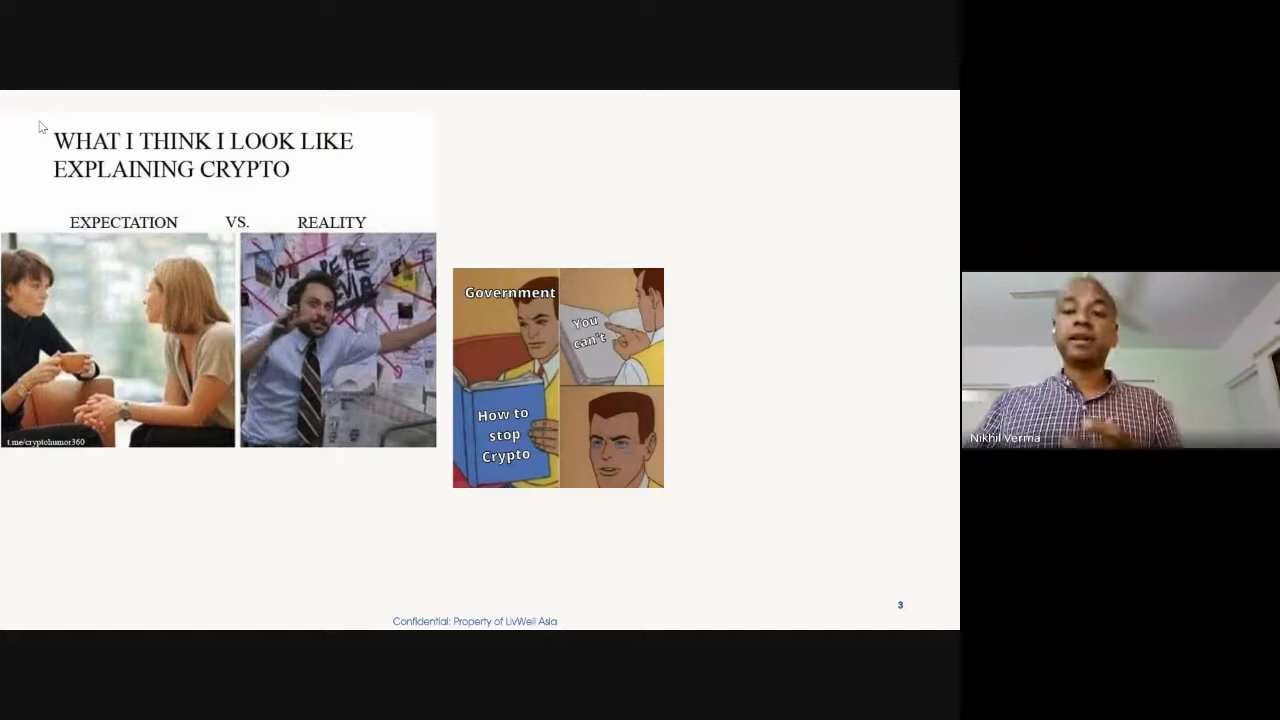 WHAT I THINK I LOOK LIKE
EXPLAINING CRYPTO
EXPECTATION VS. REALITY
PEPE
t.me/cryptohumor360
Government
You
can't
How to
stop
Crypto
Nikhil Verma
3
Confidential: Property of LivWell Asia